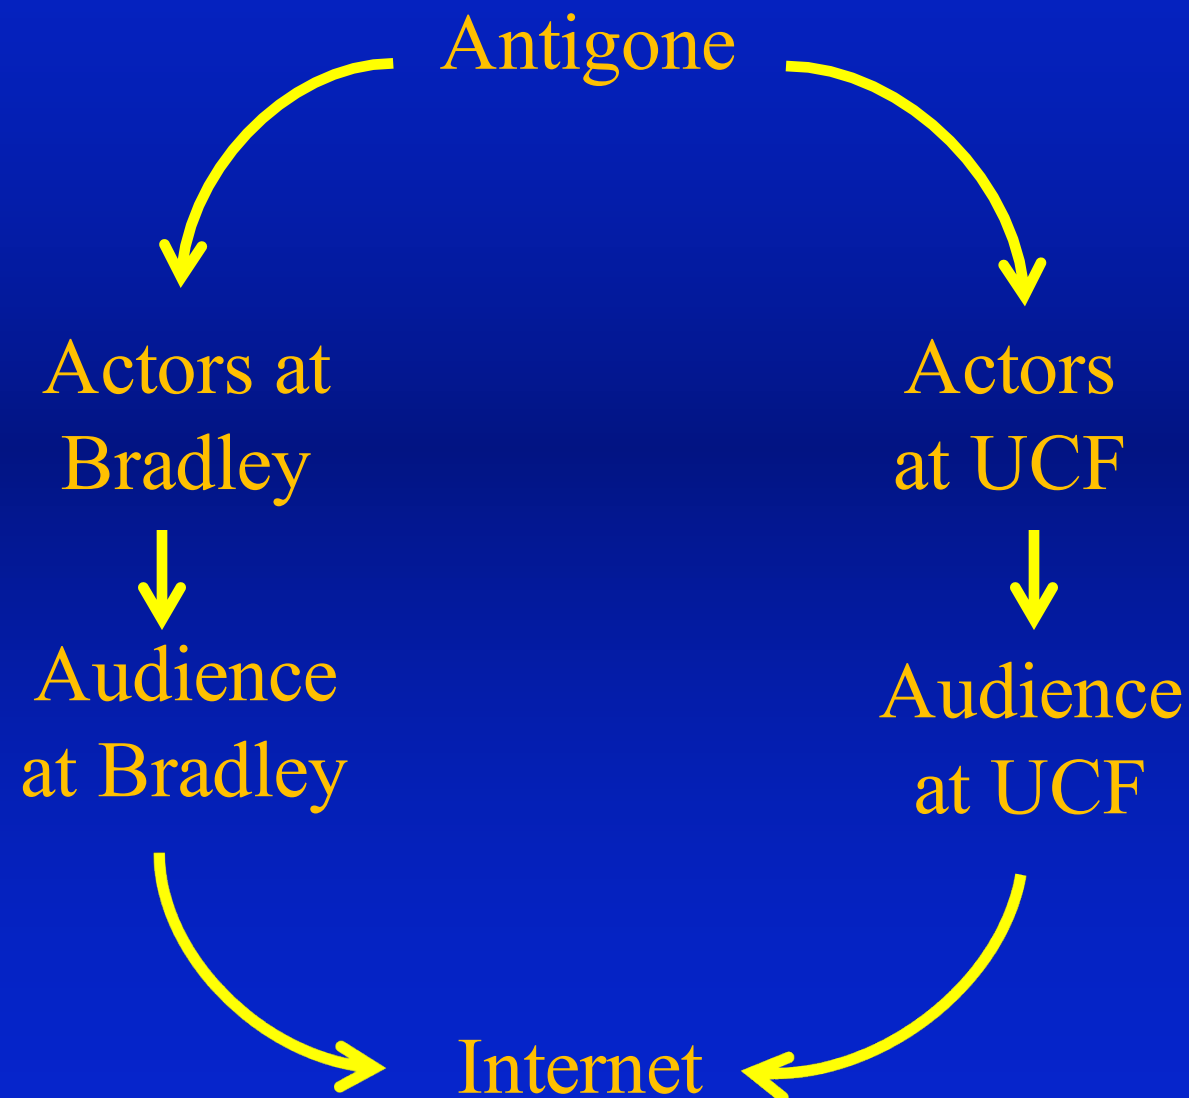 Antigone
Actors at
Bradley
Actors
at UCF
Audience
at Bradley
Audience
at UCF
Internet